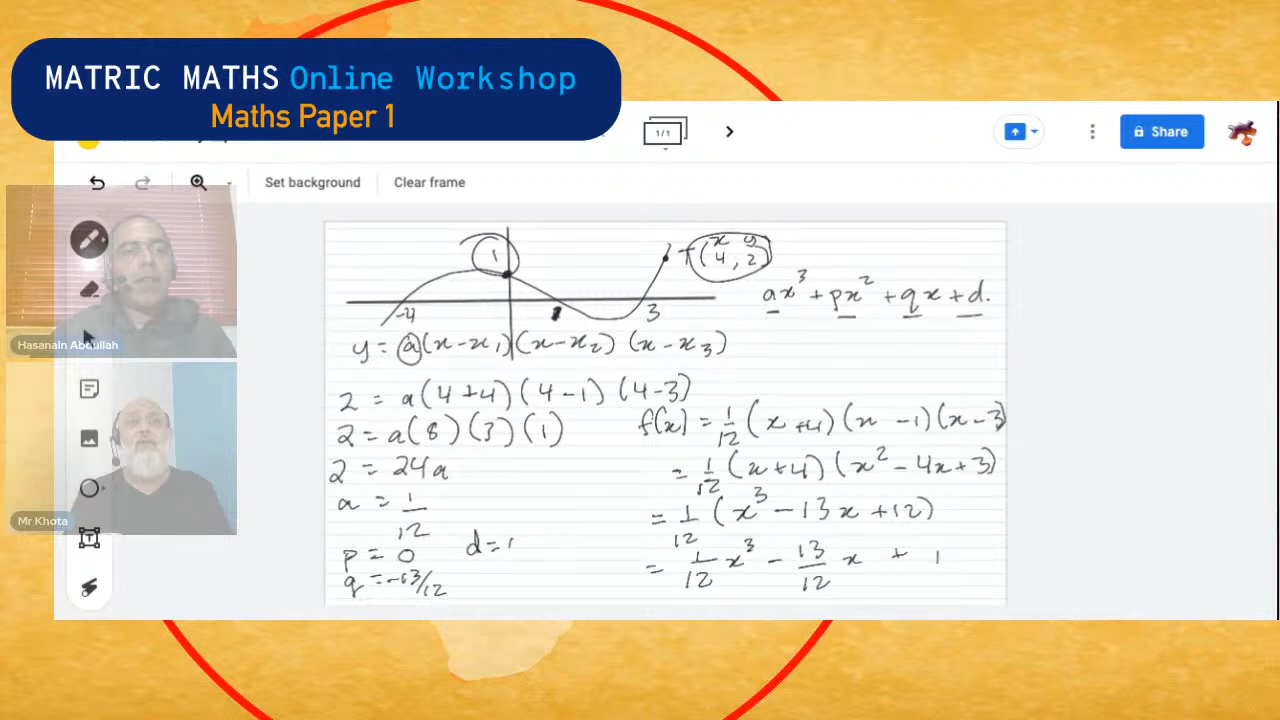 MATRIC MATHS Online Workshop
Maths Paper 1
1/1
Share
Set background
Clear frame
Hasanain Abdullah
Mr Khota
1
x y
(4, 2)
-4
3
ax³ + px² + qx + d.
y = a(x-x₁)(x-x₂)(x-x₃)
2 = a(4+4)(4-1)(4-3)
2 = a(8)(3)(1)
2 = 24a
a = 1/12
p = 0
d = 1
q = -13/12
f(x) = 1/12 (x+4)(x-1)(x-3)
= 1/12 (x+4)(x² - 4x + 3)
= 1/12 (x³ - 13x + 12)
= 1/12 x³ - 13/12 x + 1